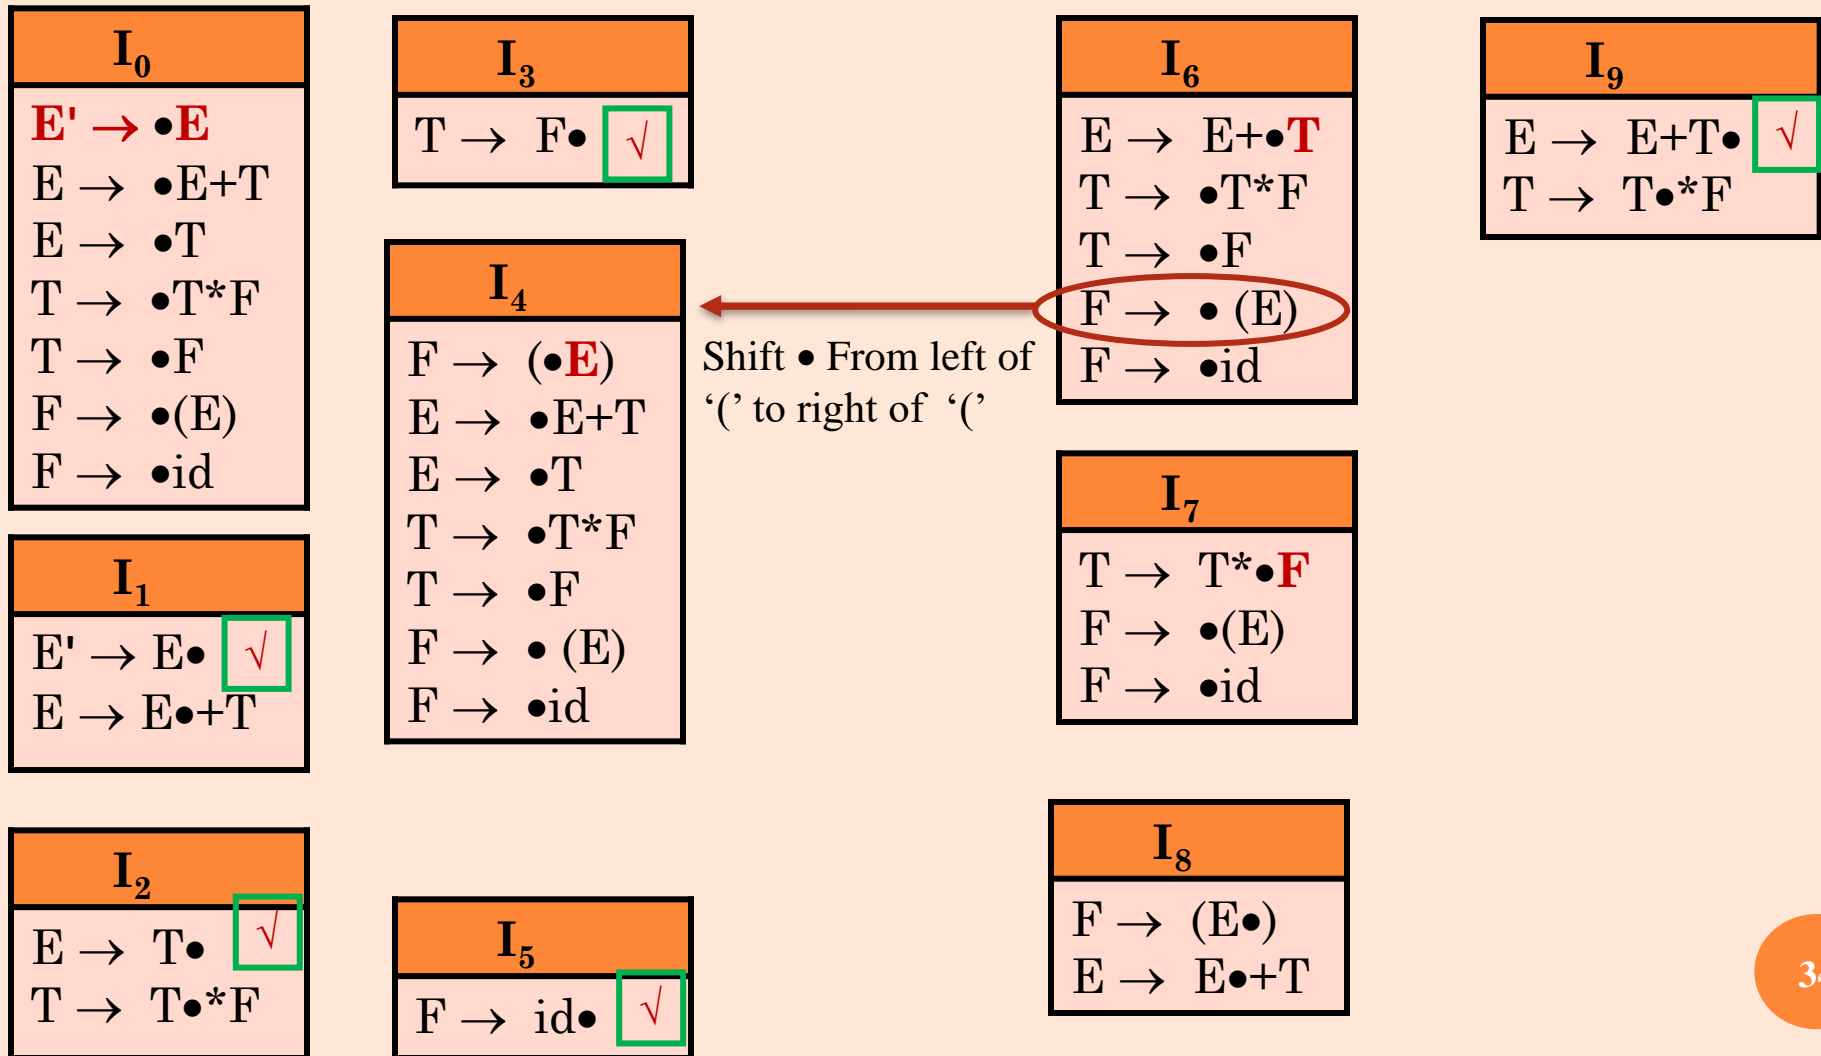 I₀
E' → •E
E → •E+T
E → •T
T → •T*F
T → •F
F → •(E)
F → •id
I₁
E' → E• √
E → E•+T
I₂
E → T• √
T → T•*F
I₃
T → F• √
I₄
F → (•E)
E → •E+T
E → •T
T → •T*F
T → •F
F → • (E)
F → •id
I₅
F → id• √
Shift • From left of
‘(’ to right of ‘(’
I₆
E → E+•T
T → •T*F
T → •F
F → • (E)
F → •id
I₇
T → T*•F
F → •(E)
F → •id
I₈
F → (E•)
E → E•+T
I₉
E → E+T• √
T → T•*F